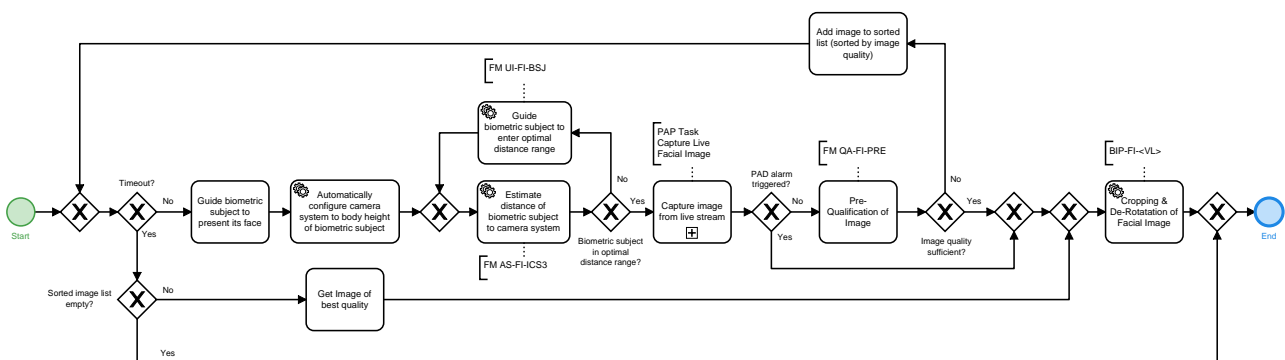 Add image to sorted
list (sorted by image
quality)
FM UI-FI-BSJ
Guide
biometric subject to
enter optimal
distance range
PAP Task
Capture Live
Facial Image
FM QA-FI-PRE
BIP-FI-<VL>
Timeout?
No
Yes
Guide biometric
subject to
present its face
Automatically
configure camera
system to body height
of biometric subject
Estimate
distance of
biometric subject
to camera system
FM AS-FI-ICS3
No
Yes
Biometric subject
in optimal
distance range?
Capture image
from live stream
PAD alarm
triggered?
No
Yes
Pre-
Qualification of
Image
No
Yes
Image quality
sufficient?
Cropping &
De-Rotatation of
Facial Image
Start
End
Sorted image list
empty?
No
Get Image of
best quality
Yes